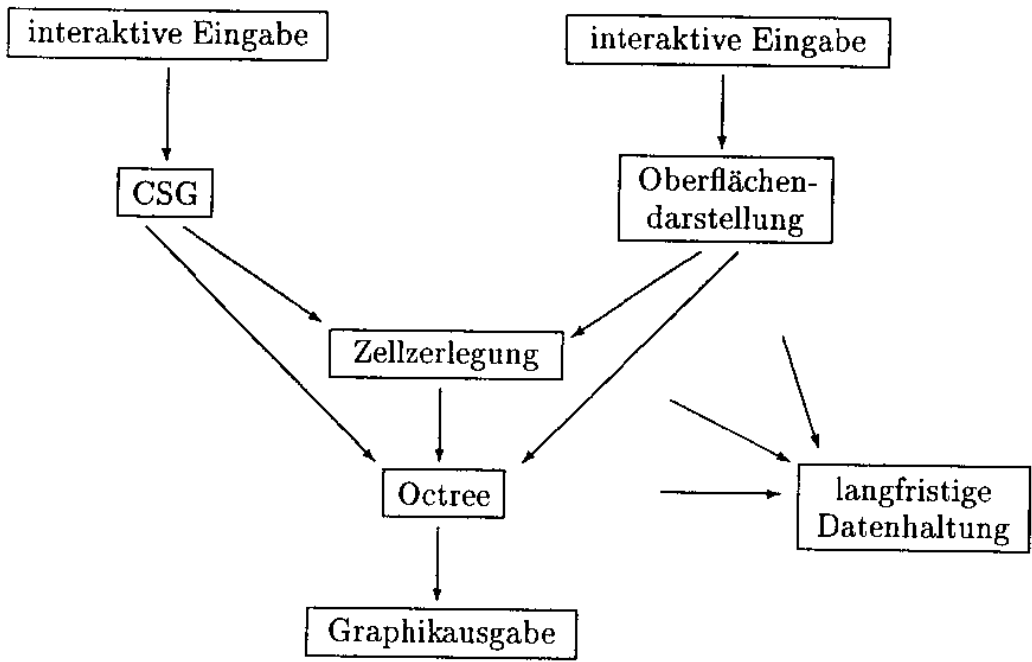 interaktive Eingabe
interaktive Eingabe
CSG
Oberflächen-
darstellung
Zellzerlegung
Octree
langfristige
Datenhaltung
Graphikausgabe